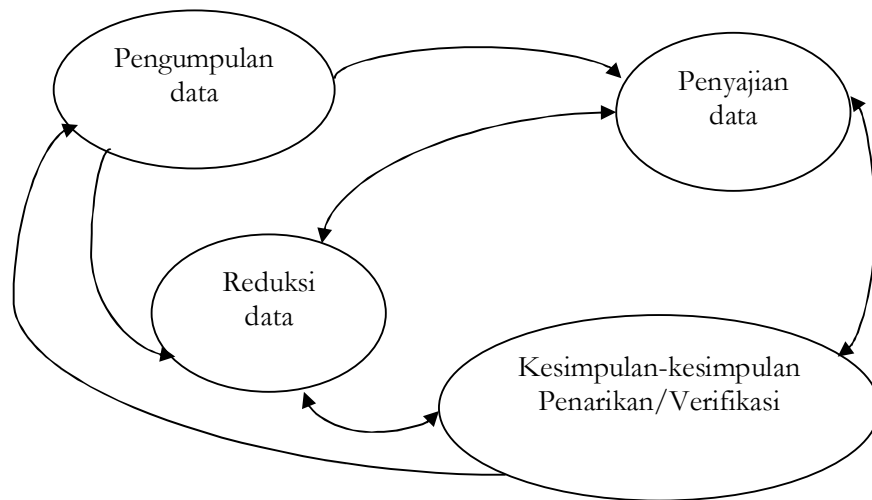 Pengumpulan
data
Penyajian
data
Reduksi
data
Kesimpulan-kesimpulan
Penarikan/Verifikasi